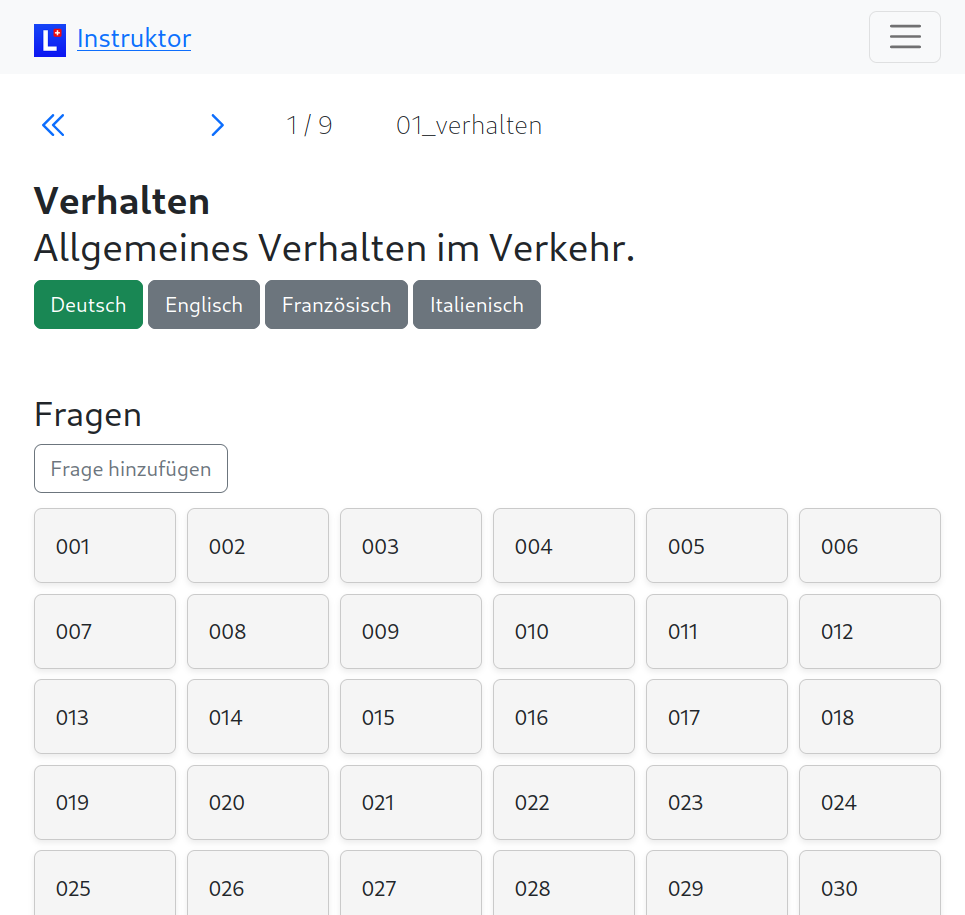 L Instruktor
1 / 9 01_verhalten
Verhalten
Allgemeines Verhalten im Verkehr.
Deutsch Englisch Französisch Italienisch
Fragen
Frage hinzufügen
001 002 003 004 005 006
007 008 009 010 011 012
013 014 015 016 017 018
019 020 021 022 023 024
025 026 027 028 029 030